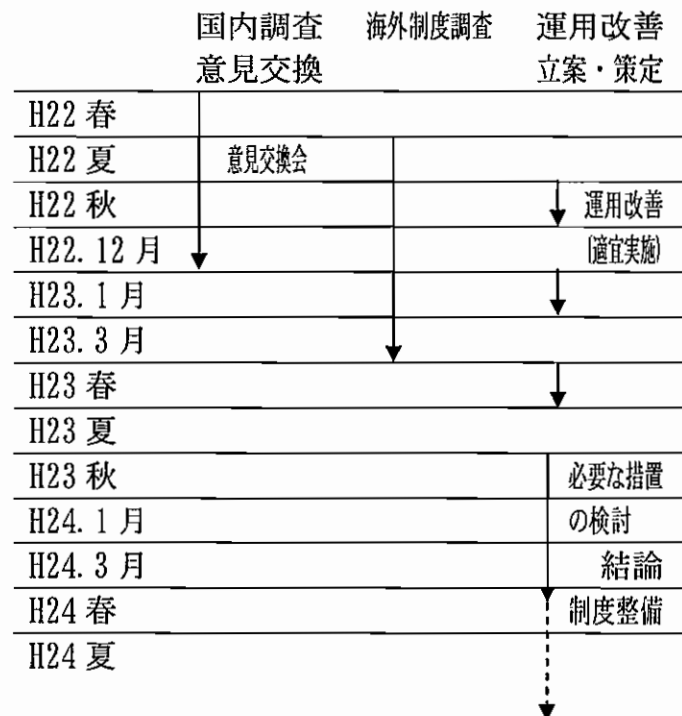 国内調査 海外制度調査 運用改善
意見交換 立案・策定
H22 春
H22 夏 意見交換会
H22 秋 運用改善
H22. 12 月 (適宜実施)
H23. 1 月
H23. 3 月
H23 春
H23 夏
H23 秋 必要な措置
H24. 1 月 の検討
H24. 3 月 結論
H24 春 制度整備
H24 夏